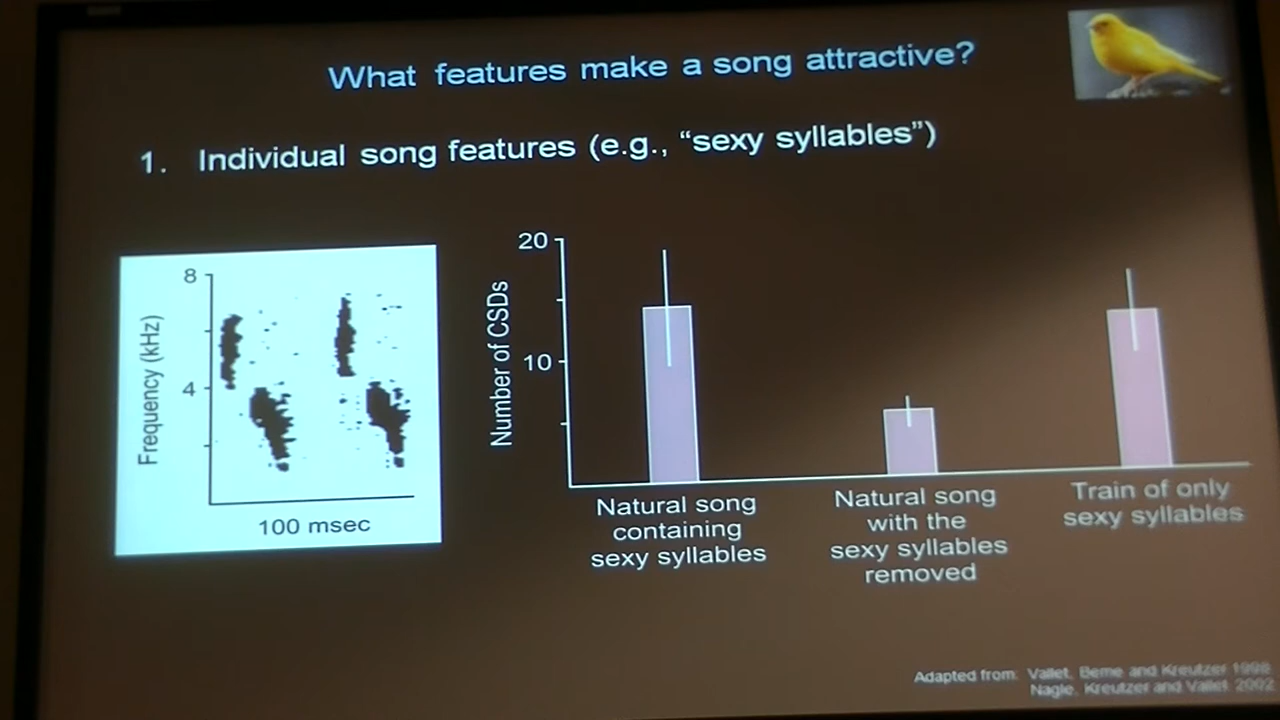 What features make a song attractive?
1. Individual song features (e.g., “sexy syllables”)
8
4
Frequency (kHz)
100 msec
20
10
Number of CSDs
Natural song
containing
sexy syllables
Natural song
with the
sexy syllables
removed
Train of only
sexy syllables
Adapted from: Vallet, Beme and Kreutzer 1998
Nagle, Kreutzer and Vallet 2002